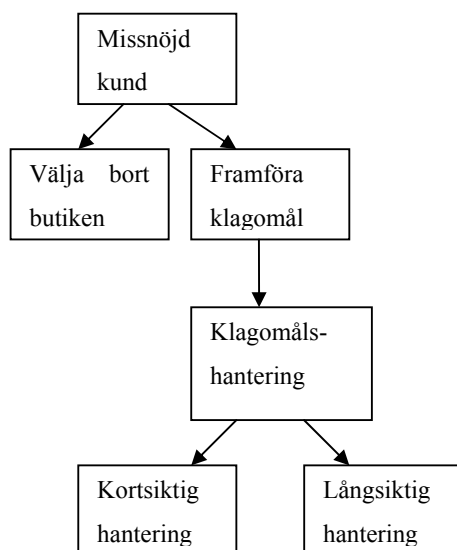 Missnöjd
kund
Välja bort
butiken
Framföra
klagomål
Klagomåls-
hantering
Kortsiktig
hantering
Långsiktig
hantering